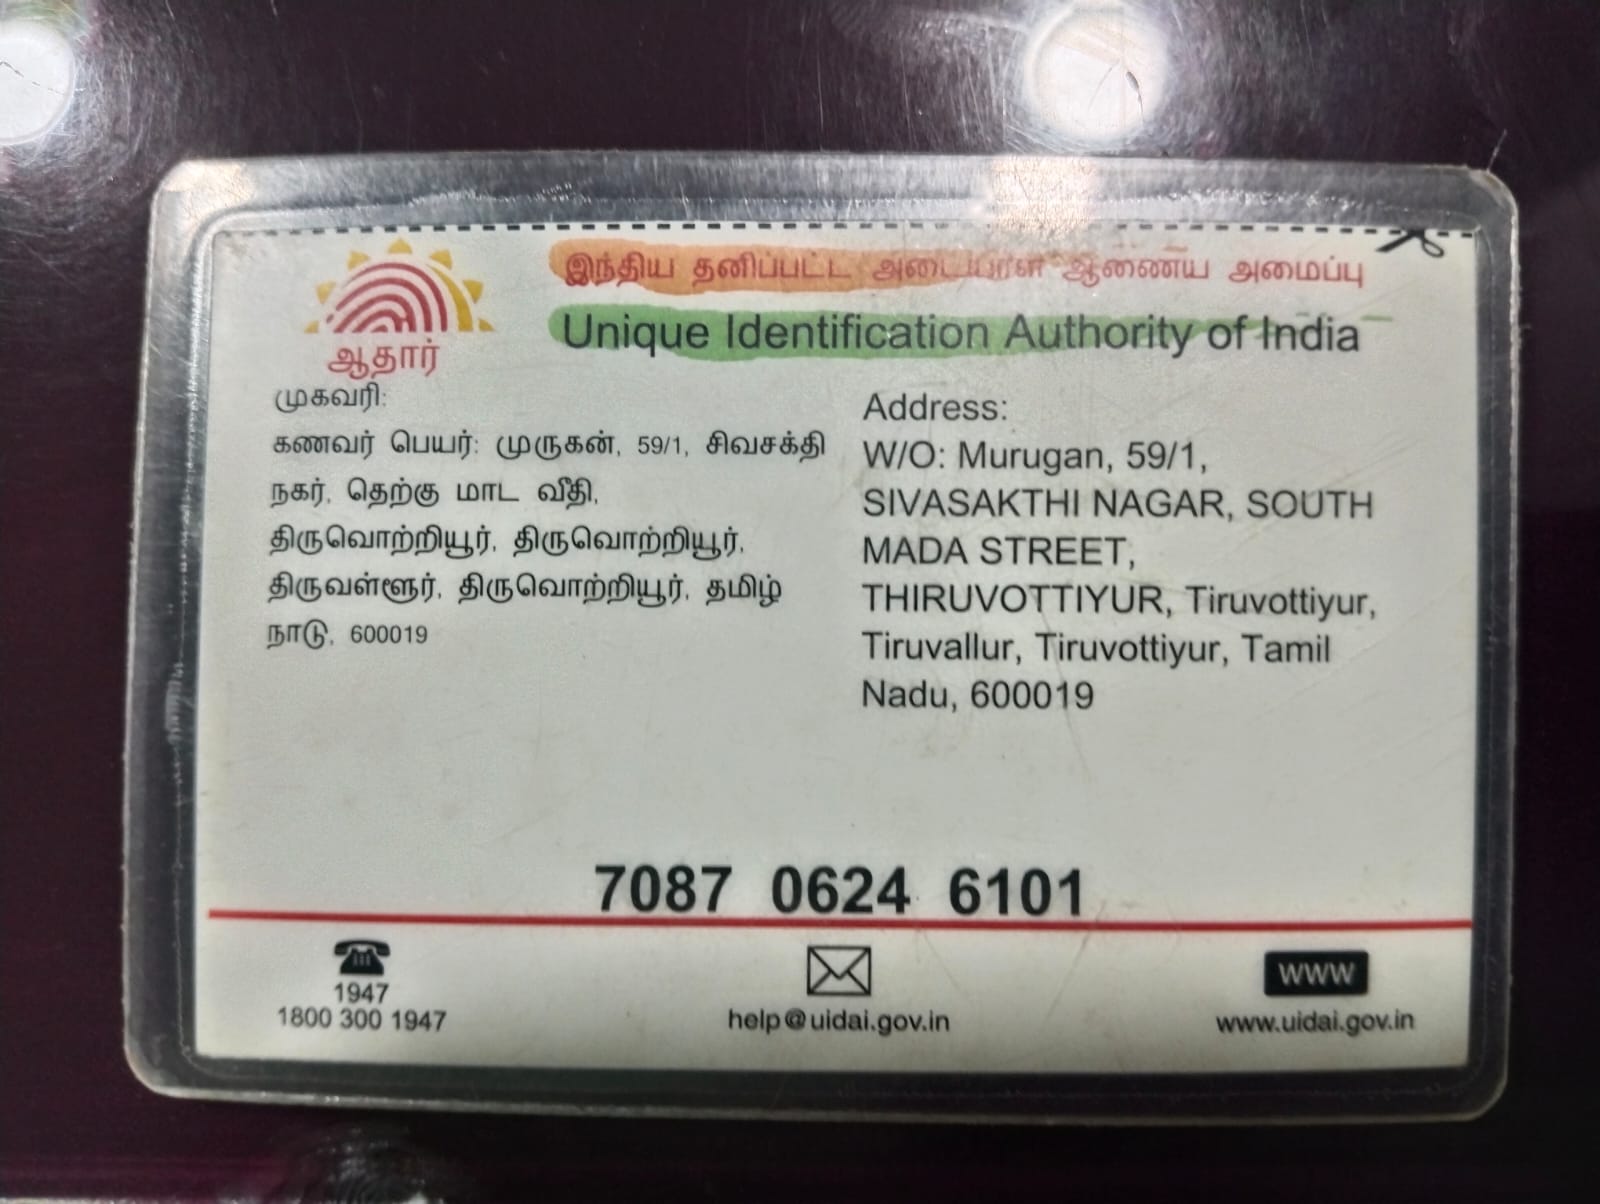 இந்திய தனிப்பட்ட அடையாள ஆணைய அமைப்பு
Unique Identification Authority of India
ஆதார்
முகவரி:
கணவர் பெயர்: முருகன், 59/1, சிவசக்தி
நகர், தெற்கு மாட வீதி,
திருவொற்றியூர், திருவொற்றியூர்,
திருவள்ளூர், திருவொற்றியூர், தமிழ்
நாடு, 600019
Address:
W/O: Murugan, 59/1,
SIVASAKTHI NAGAR, SOUTH
MADA STREET,
THIRUVOTTIYUR, Tiruvottiyur,
Tiruvallur, Tiruvottiyur, Tamil
Nadu, 600019
7087 0624 6101
1947
1800 300 1947
help@uidai.gov.in
www
www.uidai.gov.in